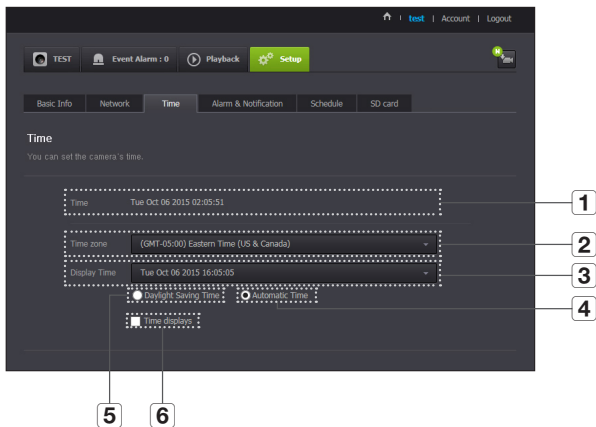 test | Account | Logout
TEST Event Alarm : 0 Playback Setup
N
Basic Info Network Time Alarm & Notification Schedule SD card
Time
You can set the camera's time.
Time Tue Oct 06 2015 02:05:51
1
Time zone (GMT-05:00) Eastern Time (US & Canada)
2
Display Time Tue Oct 06 2015 16:05:05
3
Daylight Saving Time Automatic Time
4
Time displays
5 6